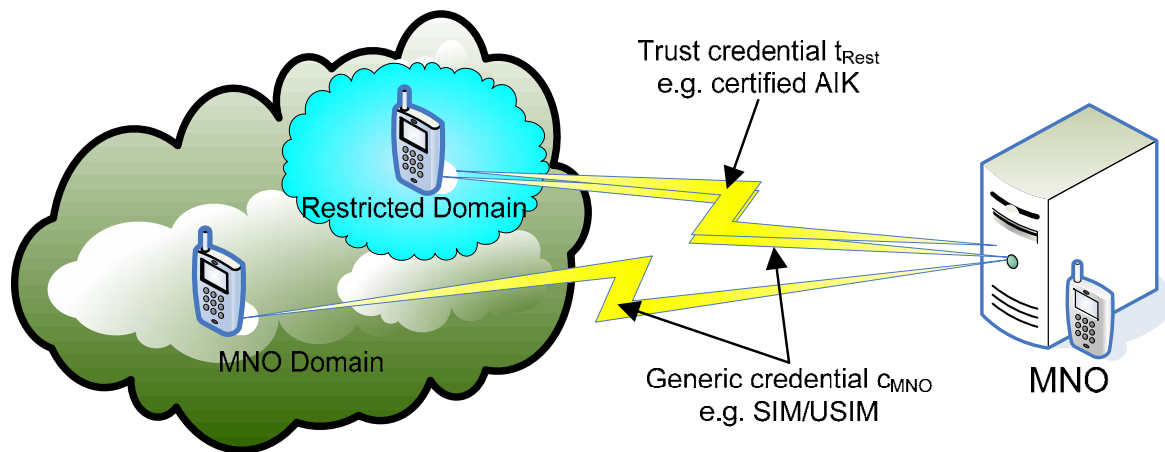 Trust credential tRest
e.g. certified AIK
Restricted Domain
MNO Domain
Generic credential cMNO
e.g. SIM/USIM
MNO